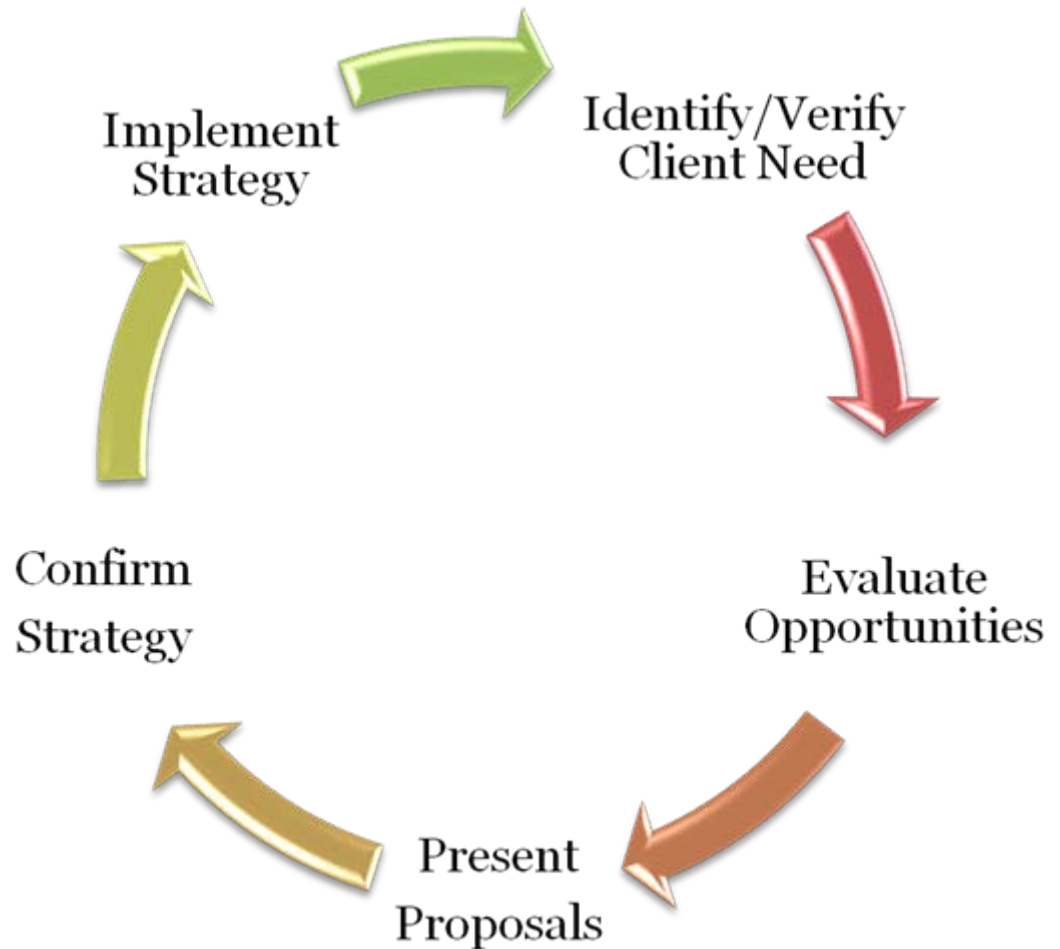 Implement
Strategy
Identify/Verify
Client Need
Evaluate
Opportunities
Present
Proposals
Confirm
Strategy